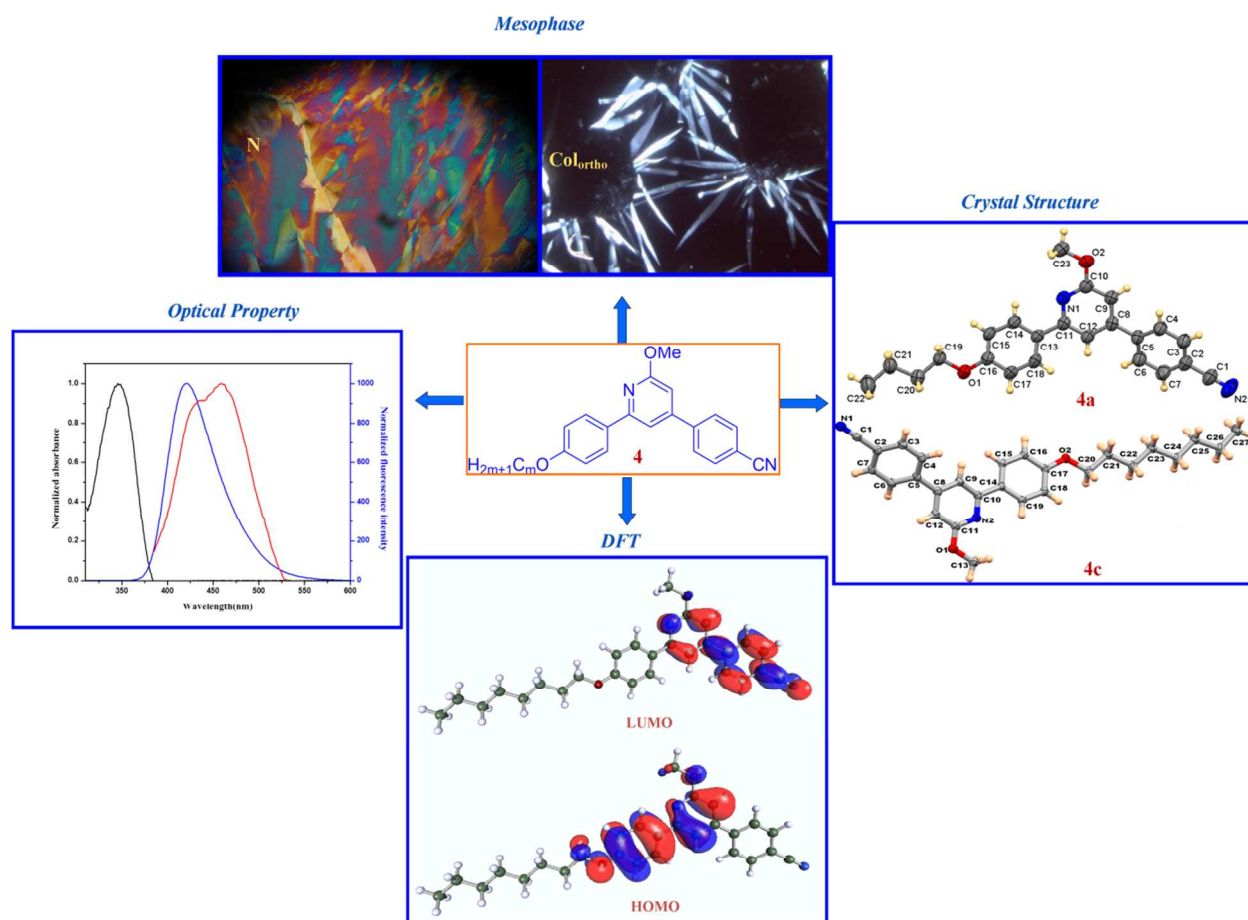 Mesophase
N
Colortho
Crystal Structure
C23
O2
C10
N1
C9
C8
C4
C11
C12
C5
C3
C14
C15
C13
C2
C1
C19
C6
C7
C21
C16
C18
N2
C20
O1
C17
C22
4a
N1
C1
C2
C3
C7
C4
C6
C5
C8
C9
C14
C15
C16
O2
C17
C20
C21
C22
C23
C24
C25
C26
C27
C10
C18
C19
C12
N2
C11
O1
C13
4c
Optical Property
Normalized absorbance
1.0
0.8
0.6
0.4
0.2
0.0
1000
800
600
400
200
0
Normalized fluorescence intensity
350 400 450 500 550 600
Wavelength(nm)
OMe
N
H2m+1Cm
O
4
CN
DFT
LUMO
HOMO